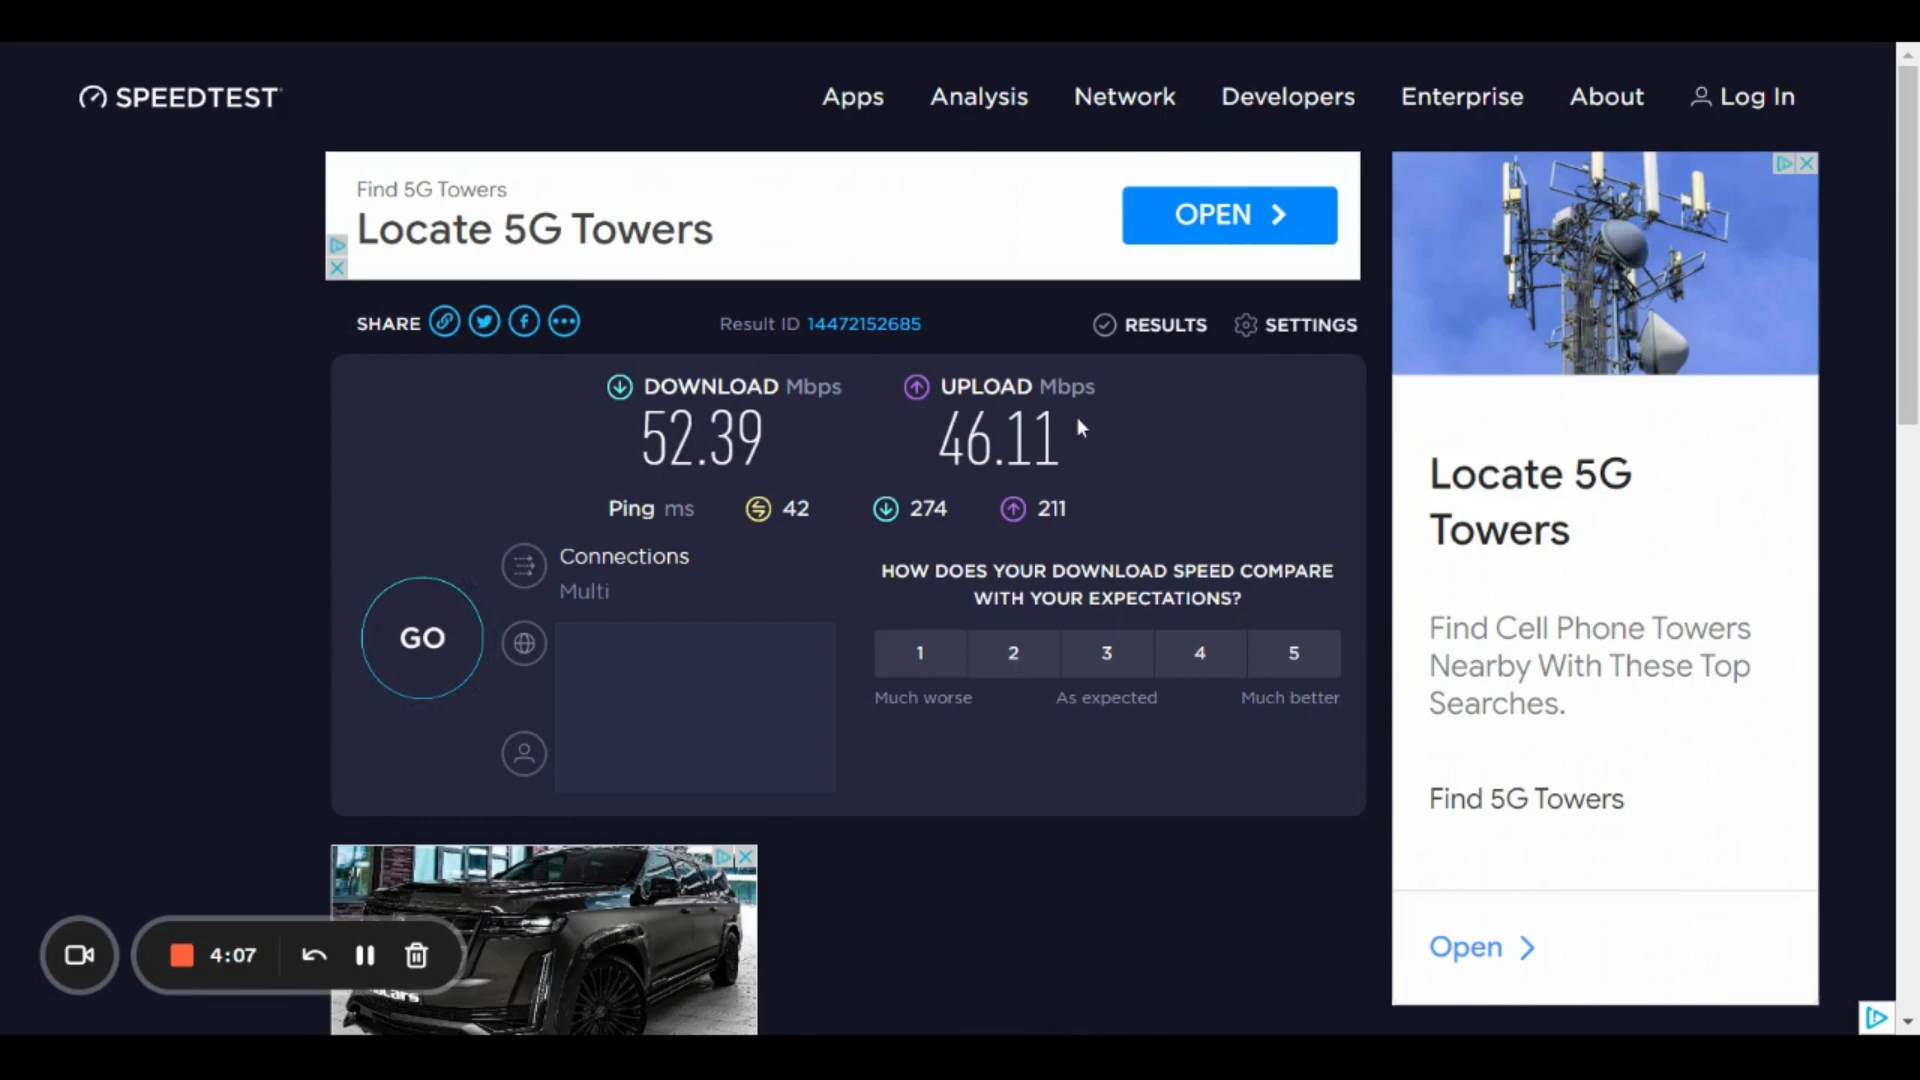 SPEEDTEST
Apps
Analysis
Network
Developers
Enterprise
About
Log In
Find 5G Towers
Locate 5G Towers
OPEN
SHARE
Result ID 14472152685
RESULTS
SETTINGS
DOWNLOAD Mbps
52.39
UPLOAD Mbps
46.11
Ping ms
42
274
211
GO
Connections
Multi
HOW DOES YOUR DOWNLOAD SPEED COMPARE
WITH YOUR EXPECTATIONS?
1
2
3
4
5
Much worse
As expected
Much better
Locate 5G
Towers
Find Cell Phone Towers
Nearby With These Top
Searches.
Find 5G Towers
Open
4:07